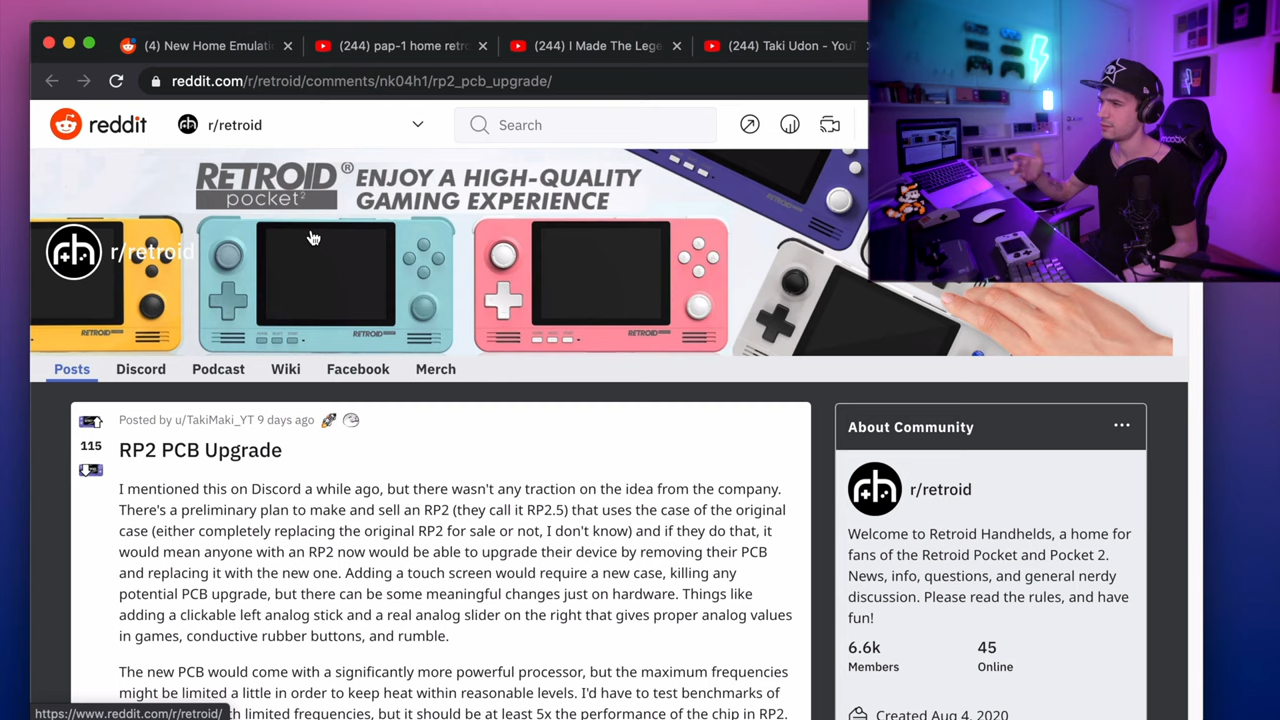 (4) New Home Emulati
(244) pap-1 home retr
(244) I Made The Lege
(244) Taki Udon - YouT
reddit.com/r/retroid/comments/nk04h1/rp2_pcb_upgrade/
reddit
r/retroid
Search
RETROID®
pocket²
ENJOY A HIGH-QUALITY
GAMING EXPERIENCE
r/retroid
RETROID
RETROID
RETROID
Posts
Discord
Podcast
Wiki
Facebook
Merch
Posted by u/TakiMaki_YT 9 days ago
115
RP2 PCB Upgrade
I mentioned this on Discord a while ago, but there wasn't any traction on the idea from the company.
There's a preliminary plan to make and sell an RP2 (they call it RP2.5) that uses the case of the original
case (either completely replacing the original RP2 for sale or not, I don't know) and if they do that, it
would mean anyone with an RP2 now would be able to upgrade their device by removing their PCB
and replacing it with the new one. Adding a touch screen would require a new case, killing any
potential PCB upgrade, but there can be some meaningful changes just on hardware. Things like
adding a clickable left analog stick and a real analog slider on the right that gives proper analog values
in games, conductive rubber buttons, and rumble.
The new PCB would come with a significantly more powerful processor, but the maximum frequencies
might be limited a little in order to keep heat within reasonable levels. I'd have to test benchmarks of
h limited frequencies, but it should be at least 5x the performance of the chip in RP2.
https://www.reddit.com/r/retroid/
About Community
r/retroid
Welcome to Retroid Handhelds, a home for
fans of the Retroid Pocket and Pocket 2.
News, info, questions, and general nerdy
discussion. Please read the rules, and have
fun!
6.6k
Members
45
Online
Created Aug 4, 2020